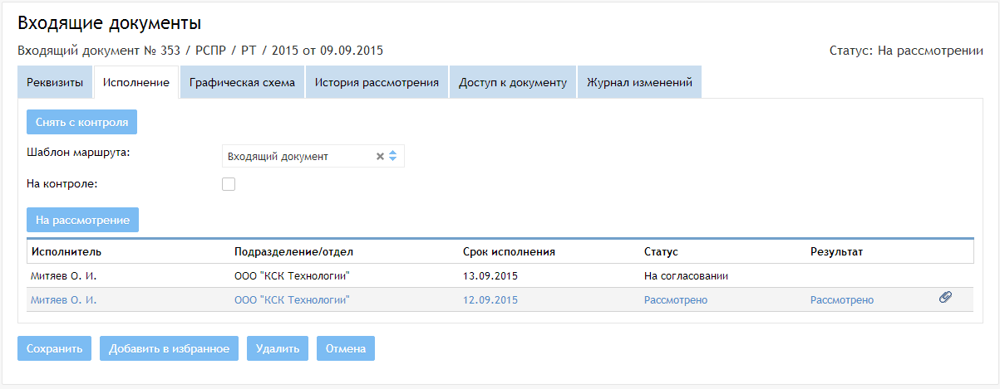 Входящие документы
Входящий документ № 353 / РСПР / РТ / 2015 от 09.09.2015 Статус: На рассмотрении
Реквизиты Исполнение Графическая схема История рассмотрения Доступ к документу Журнал изменений
Снять с контроля
Шаблон маршрута: Входящий документ
На контроле:
На рассмотрение
Исполнитель Подразделение/отдел Срок исполнения Статус Результат
Митяев О. И. ООО "КСК Технологии" 13.09.2015 На согласовании
Митяев О. И. ООО "КСК Технологии" 12.09.2015 Рассмотрено Рассмотрено
Сохранить Добавить в избранное Удалить Отмена